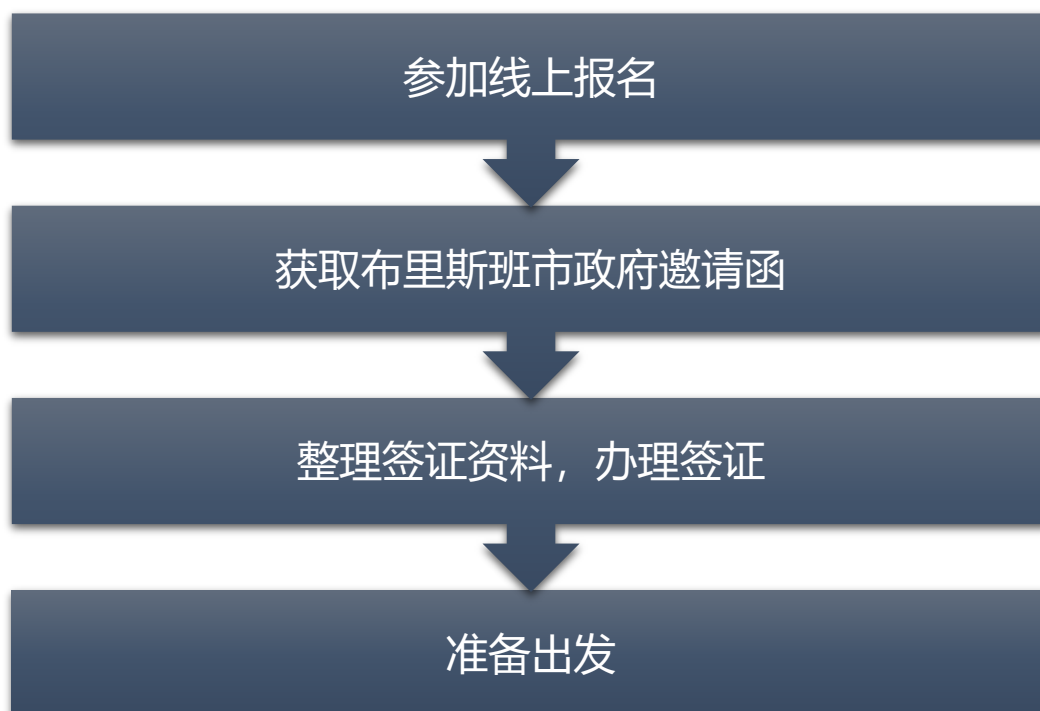 参加线上报名
获取布里斯班市政府邀请函
整理签证资料，办理签证
准备出发